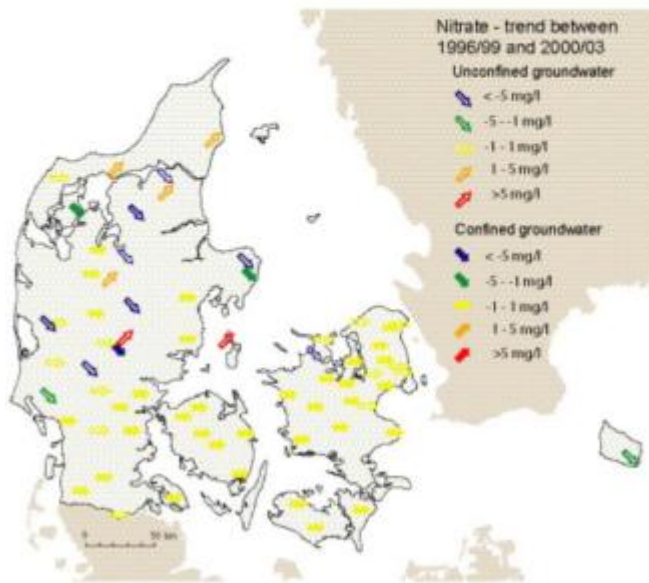 Nitrate - trend between
1996/99 and 2000/03
Unconfined groundwater
< -5 mg/l
-5 - -1 mg/l
-1 - 1 mg/l
1 - 5 mg/l
>5 mg/l
Confined groundwater
< -5 mg/l
-5 - -1 mg/l
-1 - 1 mg/l
1 - 5 mg/l
>5 mg/l
0 50 km